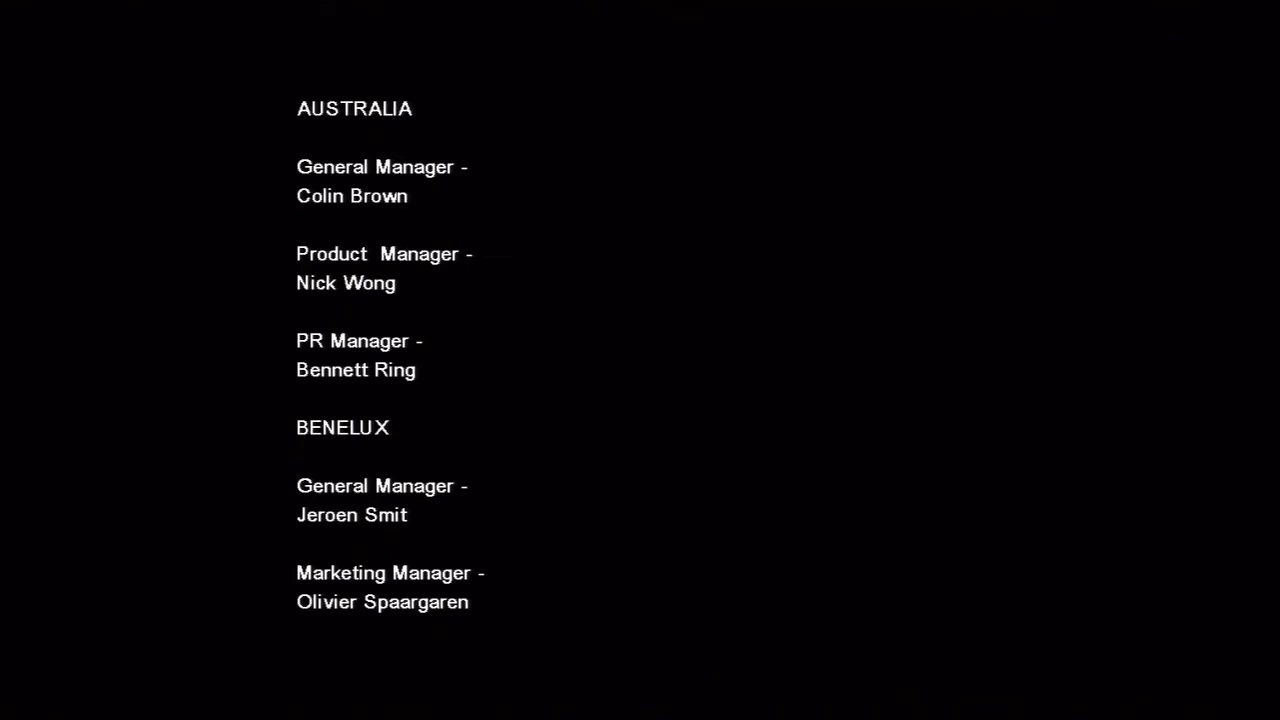 AUSTRALIA
General Manager -
Colin Brown
Product  Manager -
Nick Wong
PR Manager -
Bennett Ring
BENELUX
General Manager -
Jeroen Smit
Marketing Manager -
Olivier Spaargaren